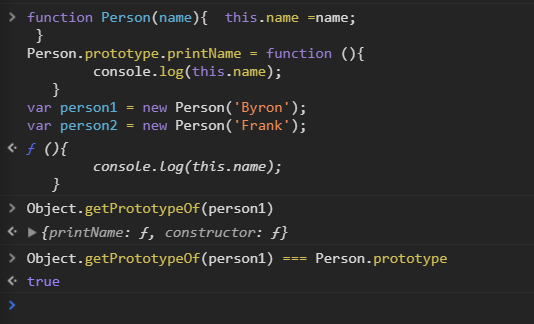 > function Person(name){  this.name =name;
 }
Person.prototype.printName = function (){
        console.log(this.name);
   }
var person1 = new Person('Byron');
var person2 = new Person('Frank');
ƒ (){
        console.log(this.name);
   }
> Object.getPrototypeOf(person1)
▶{printName: ƒ, constructor: ƒ}
> Object.getPrototypeOf(person1) === Person.prototype
true
>